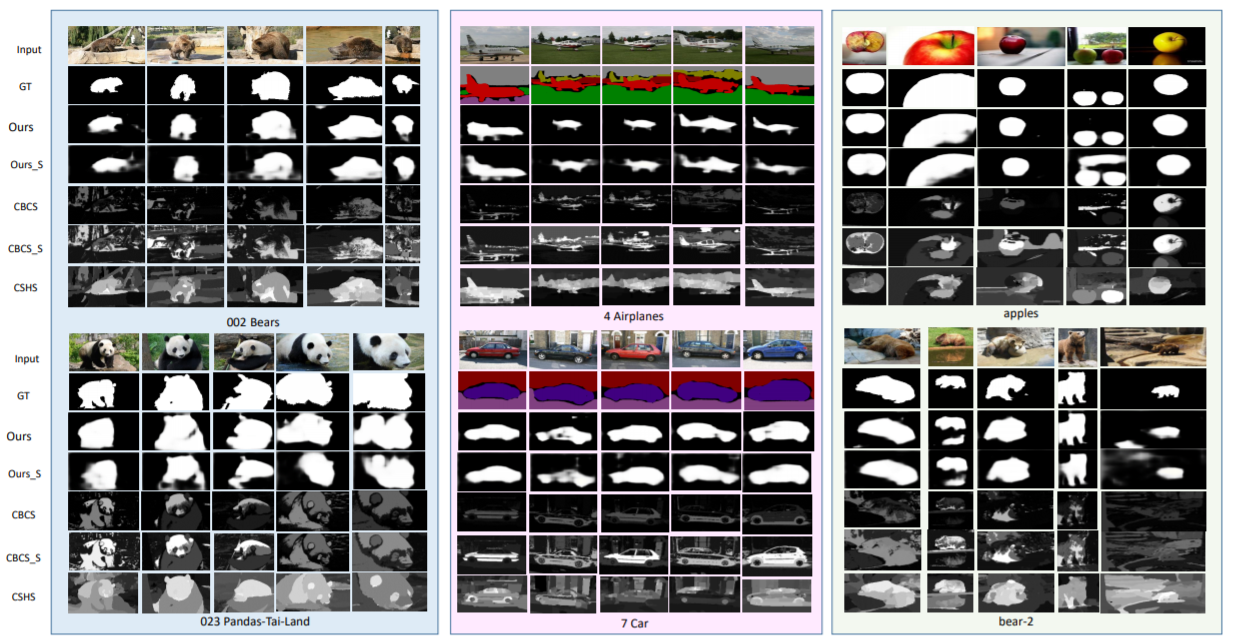 Input
GT
Ours
Ours_S
CBCS
CBCS_S
CSHS
002 Bears
4 Airplanes
apples
Input
GT
Ours
Ours_S
CBCS
CBCS_S
CSHS
023 Pandas-Tai-Land
7 Car
bear-2